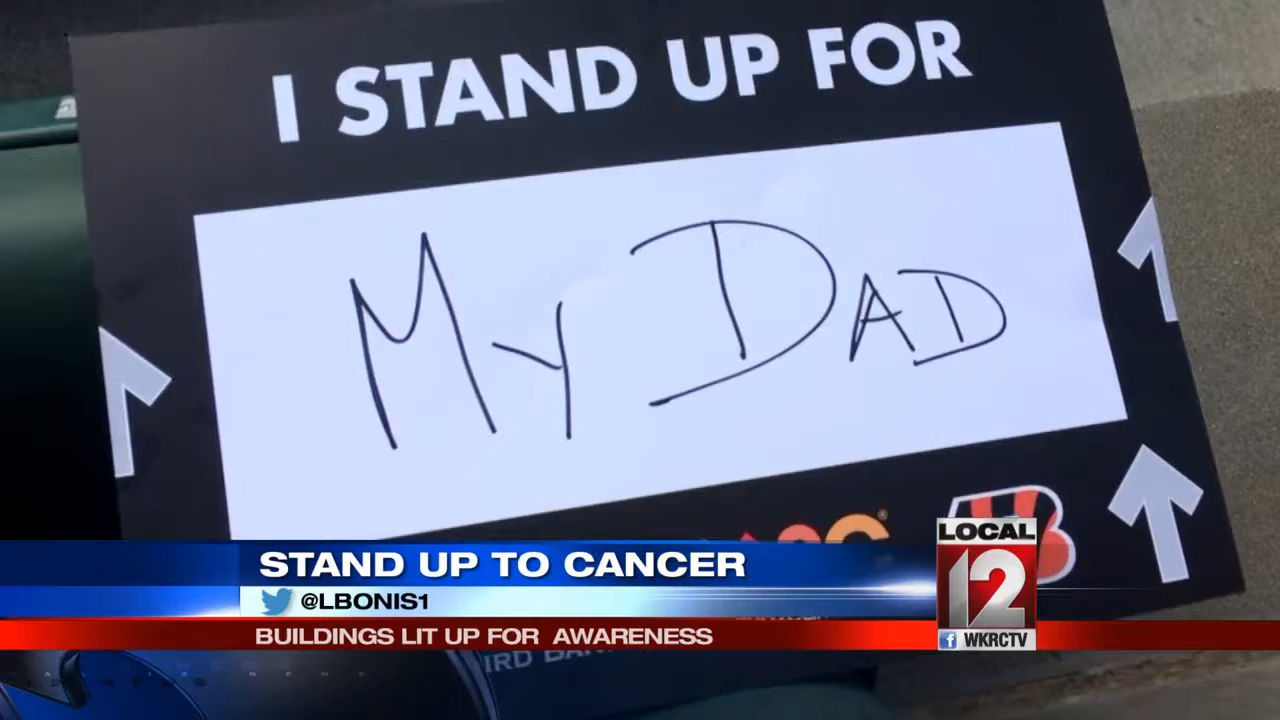 I STAND UP FOR
My DAD
STAND UP TO CANCER
@LBONIS1
BUILDINGS LIT UP FOR AWARENESS
LOCAL
12
f WKRCTV
B